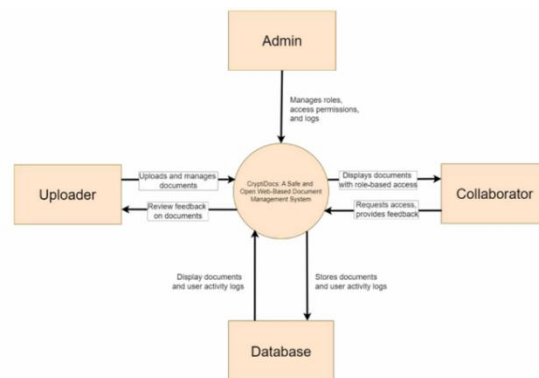 Admin
Manages roles,
access permissions,
and logs
Uploader
Uploads and manages
documents
Review feedback
on documents
CryptiDocs: A Safe and
Open Web-Based Document
Management System
Displays documents
with role-based access
Requests access,
provides feedback
Collaborator
Display documents
and user activity logs
Stores documents
and user activity logs
Database